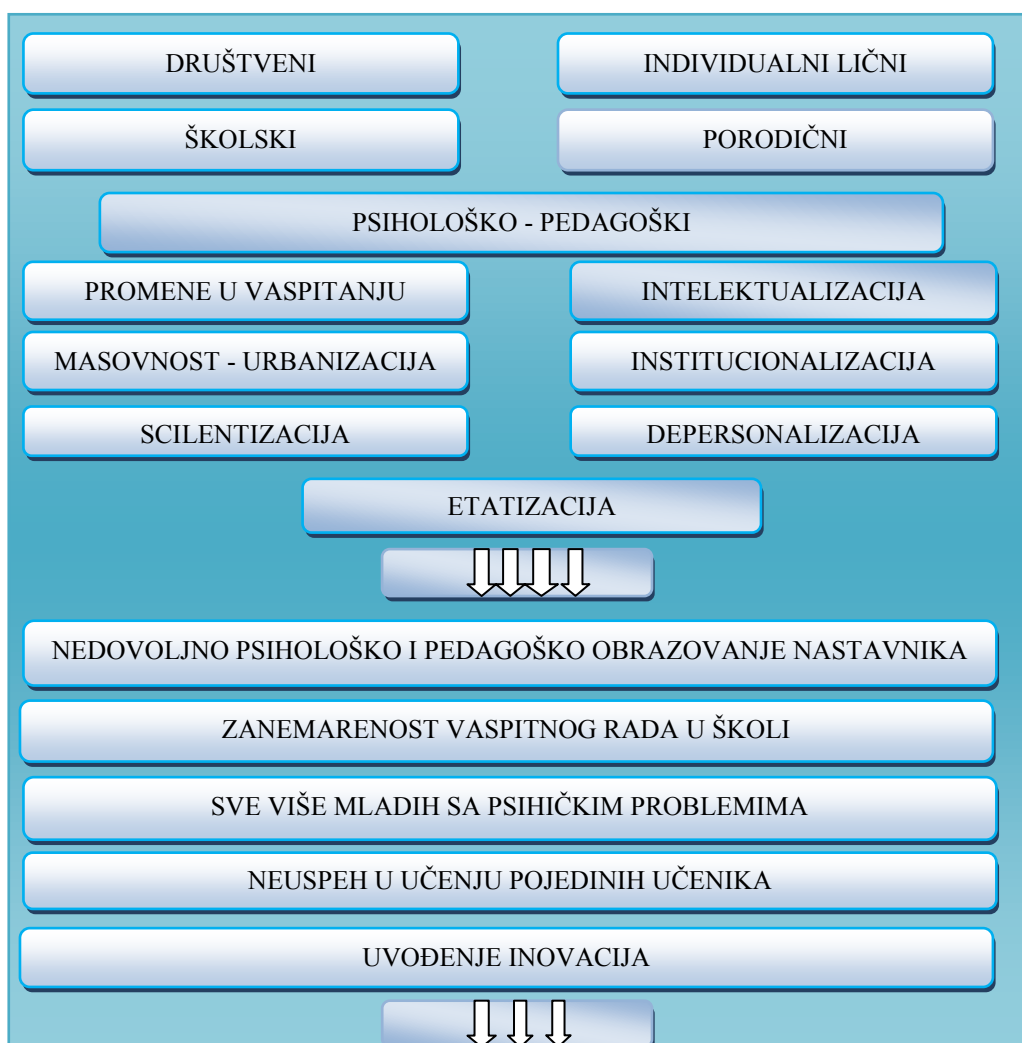 DRUŠTVENI
INDIVIDUALNI LIČNI
ŠKOLSKI
PORODIČNI
PSIHOLOŠKO - PEDAGOŠKI
PROMENE U VASPITANJU
INTELEKTUALIZACIJA
MASOVNOST - URBANIZACIJA
INSTITUCIONALIZACIJA
SCILENTIZACIJA
DEPERSONALIZACIJA
ETATIZACIJA
NEDOVOLJNO PSIHOLOŠKO I PEDAGOŠKO OBRAZOVANJE NASTAVNIKA
ZANEMARENOST VASPITNOG RADA U ŠKOLI
SVE VIŠE MLADIH SA PSIHIČKIM PROBLEMIMA
NEUSPEH U UČENJU POJEDINIH UČENIKA
UVOĐENJE INOVACIJA